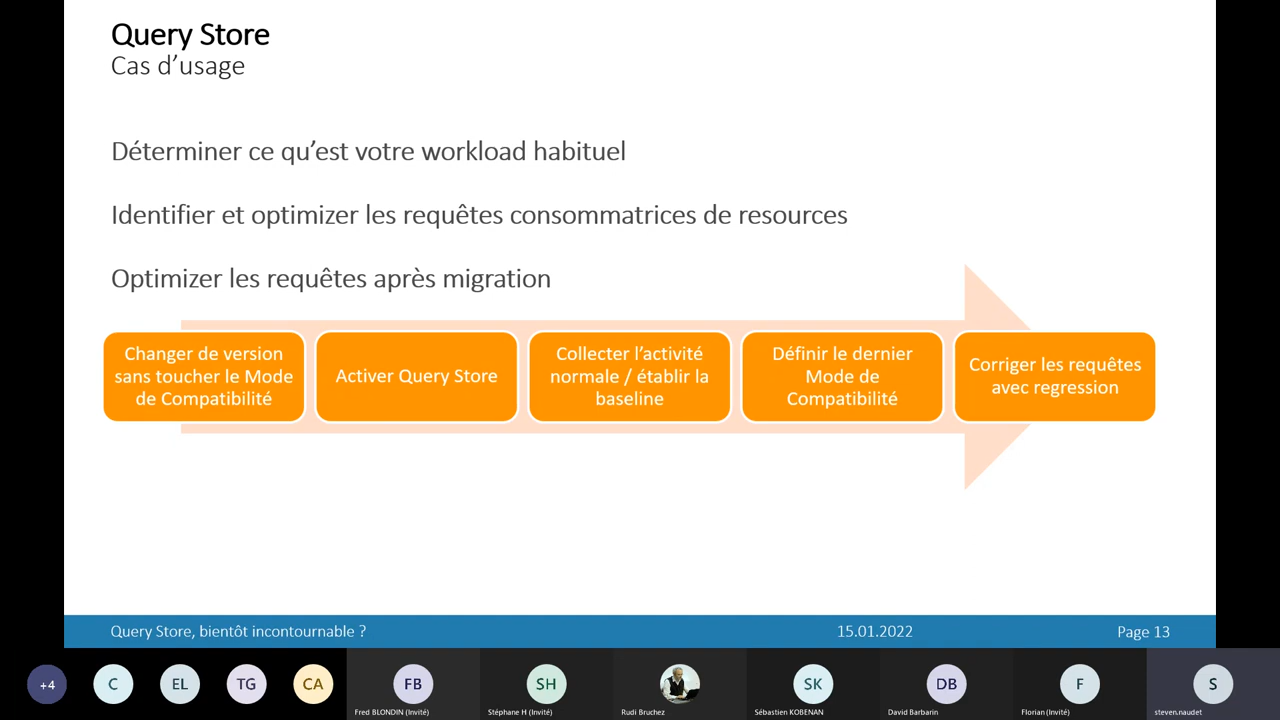 Query Store
Cas d’usage
Déterminer ce qu’est votre workload habituel
Identifier et optimizer les requêtes consommatrices de resources
Optimizer les requêtes après migration
Changer de version
sans toucher le Mode
de Compatibilité
Activer Query Store
Collecter l’activité
normale / établir la
baseline
Définir le dernier
Mode de
Compatibilité
Corriger les requêtes
avec regression
Query Store, bientôt incontournable ?
15.01.2022
Page 13
+4
C
EL
TG
CA
FB
SH
SK
DB
F
S
Fred BLONDIN (Invité)
Stéphane H (Invité)
Rudi Bruchez
Sébastien KOBENAN
David Barbarin
Florian (Invité)
steven.naudet